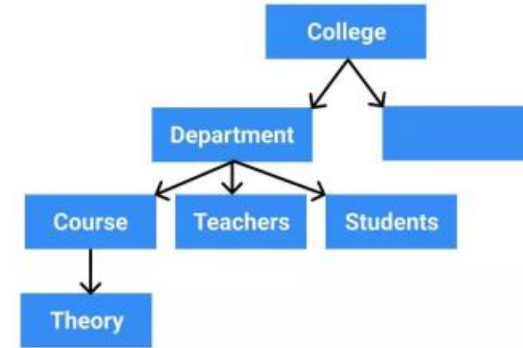 College
Department
Course
Teachers
Students
Theory